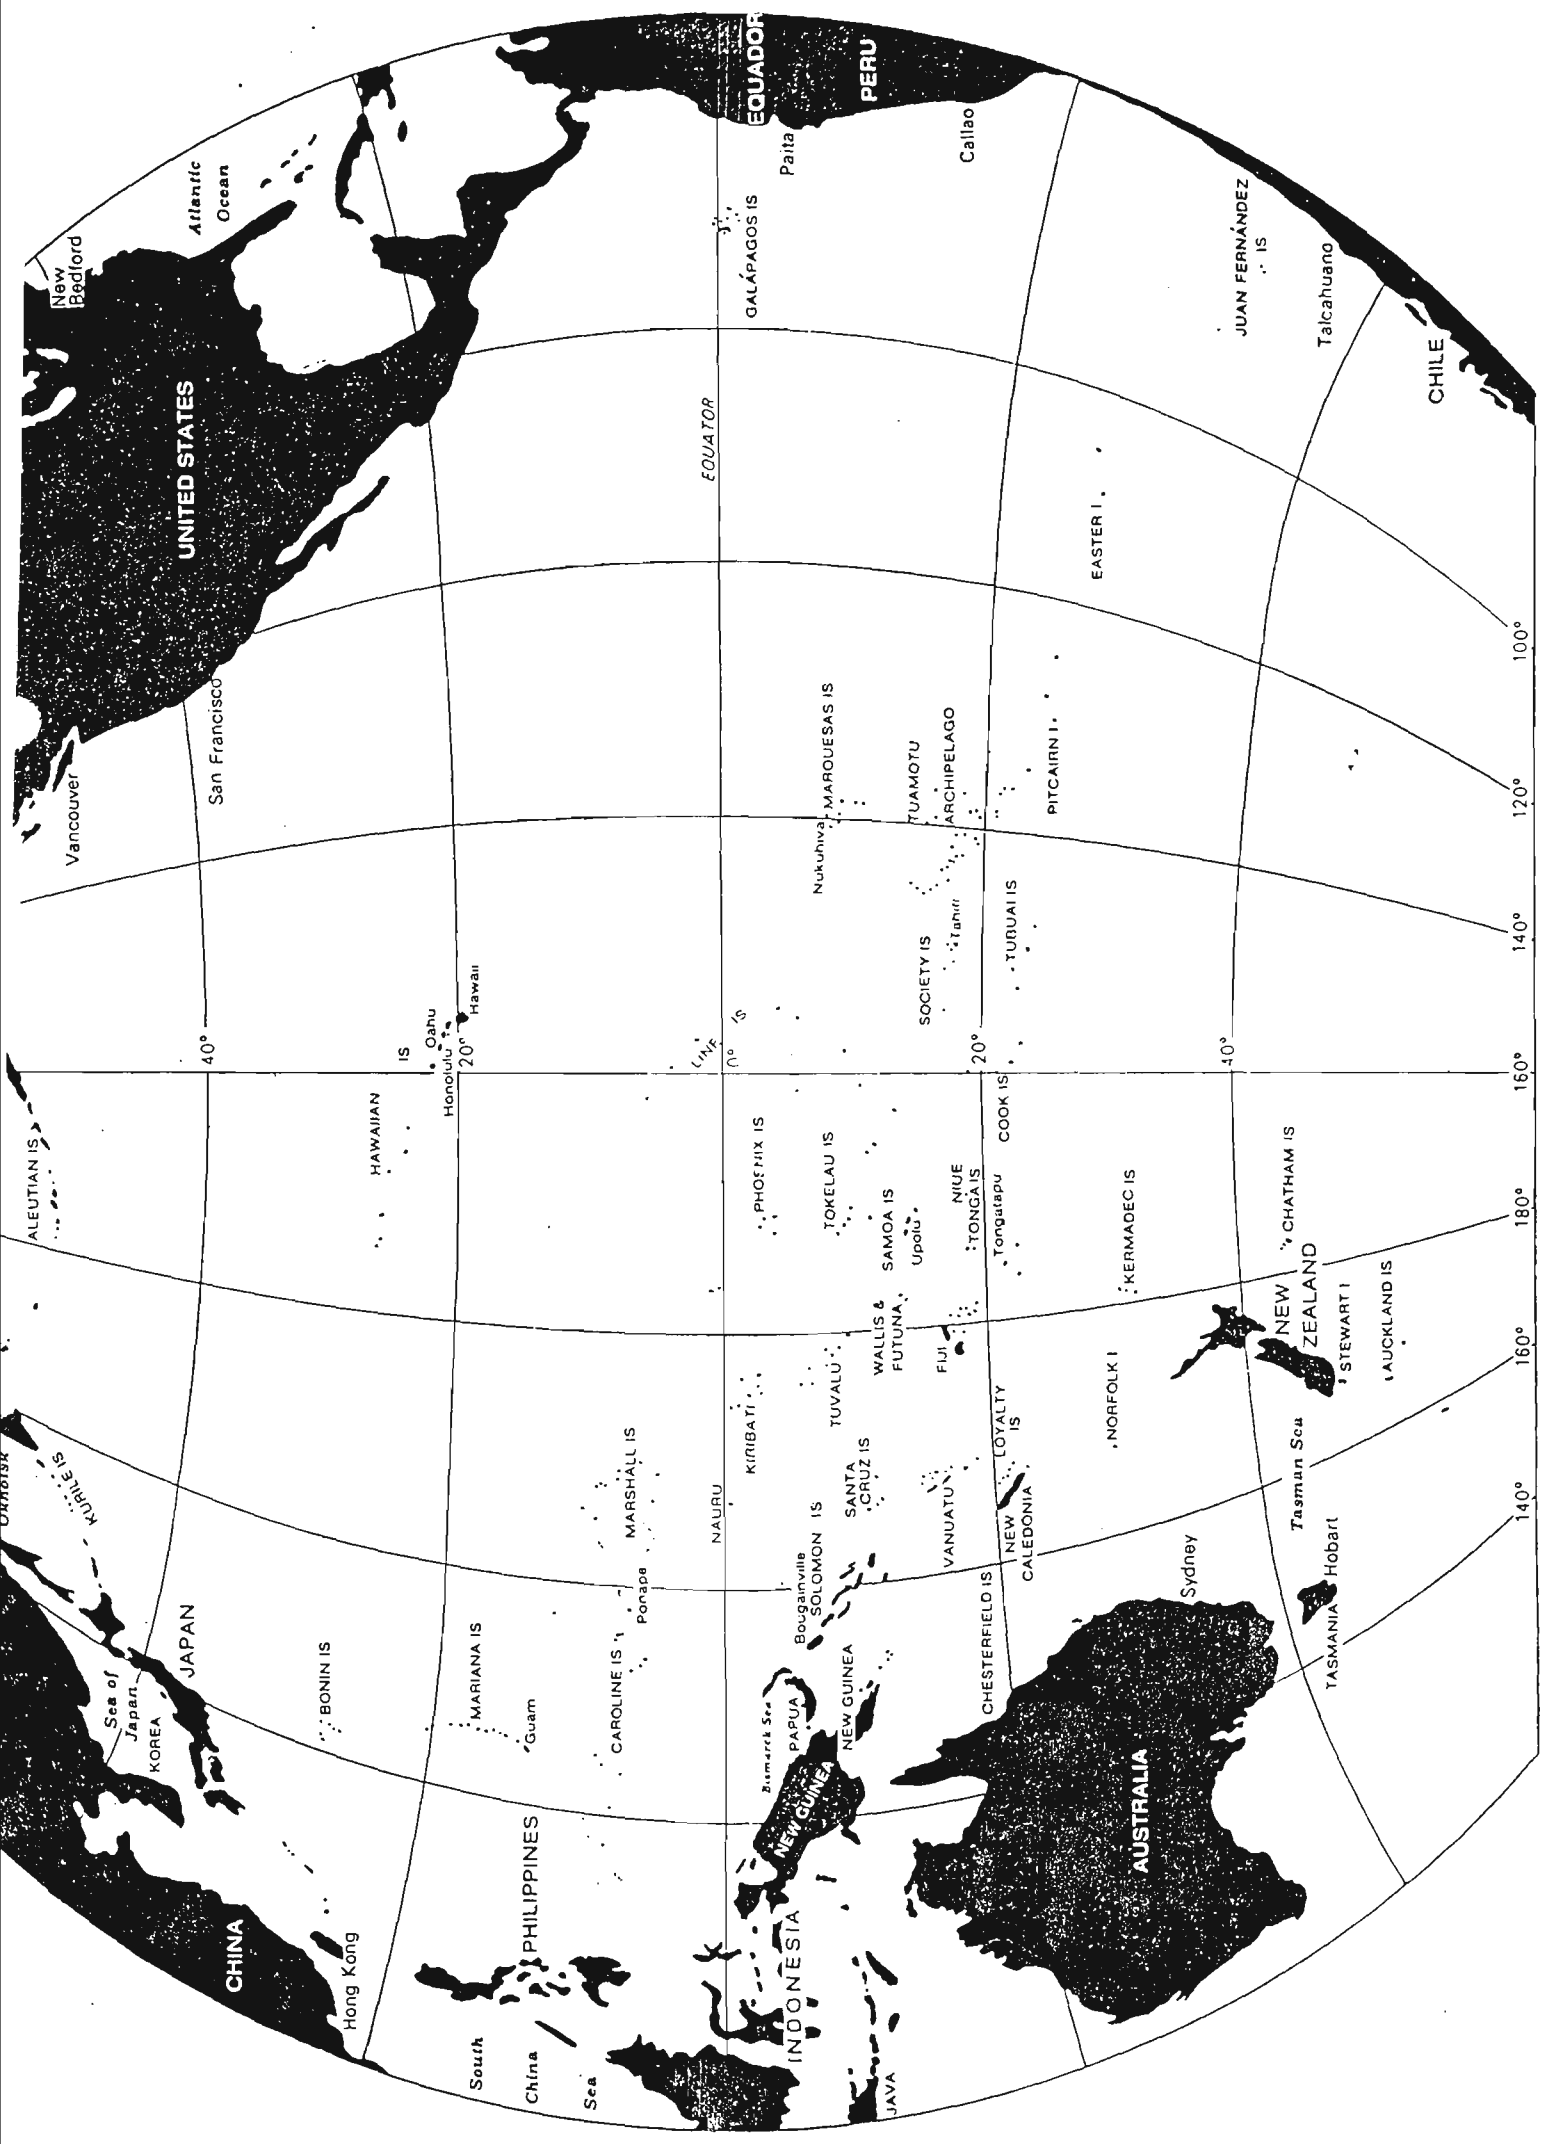 ALEUTIAN IS
Vancouver
New
Bedford
UNITED STATES
Atlantic
Ocean
San Francisco
KURILE IS
Sea of
Japan
KOREA
JAPAN
CHINA
Hong Kong
BONIN IS
HAWAIIAN
IS
Oahu
Honolulu
Hawaii
40°
20°
MARIANA IS
Guam
PHILIPPINES
South
China
Sea
CAROLINE IS
Ponape
MARSHALL IS
NAURU
KIRIBATI
EQUATOR
0°
LINE
IS
PHOENIX IS
GALÁPAGOS IS
EQUADOR
Paita
PERU
Callao
INDONESIA
JAVA
NEW GUINEA
Bismarck Sea
PAPUA
NEW GUINEA
Bougainville
SOLOMON IS
SANTA
CRUZ IS
TUVALU
TOKELAU IS
WALLIS &
FUTUNA
SAMOA IS
Upolu
FIJI
NIUE
TONGA IS
Tongatapu
Nukuhiva
MARQUESAS IS
TUAMOTU
ARCHIPELAGO
SOCIETY IS
Tahiti
TUBUAI IS
COOK IS
20°
PITCAIRN I
EASTER I
VANUATU
LOYALTY
IS
NEW
CALEDONIA
CHESTERFIELD IS
NORFOLK I
KERMADEC IS
AUSTRALIA
Sydney
Tasman Sea
Hobart
TASMANIA
NEW
ZEALAND
STEWART I
AUCKLAND IS
CHATHAM IS
40°
JUAN FERNÁNDEZ
IS
Talcahuano
CHILE
140°
160°
180°
160°
140°
120°
100°